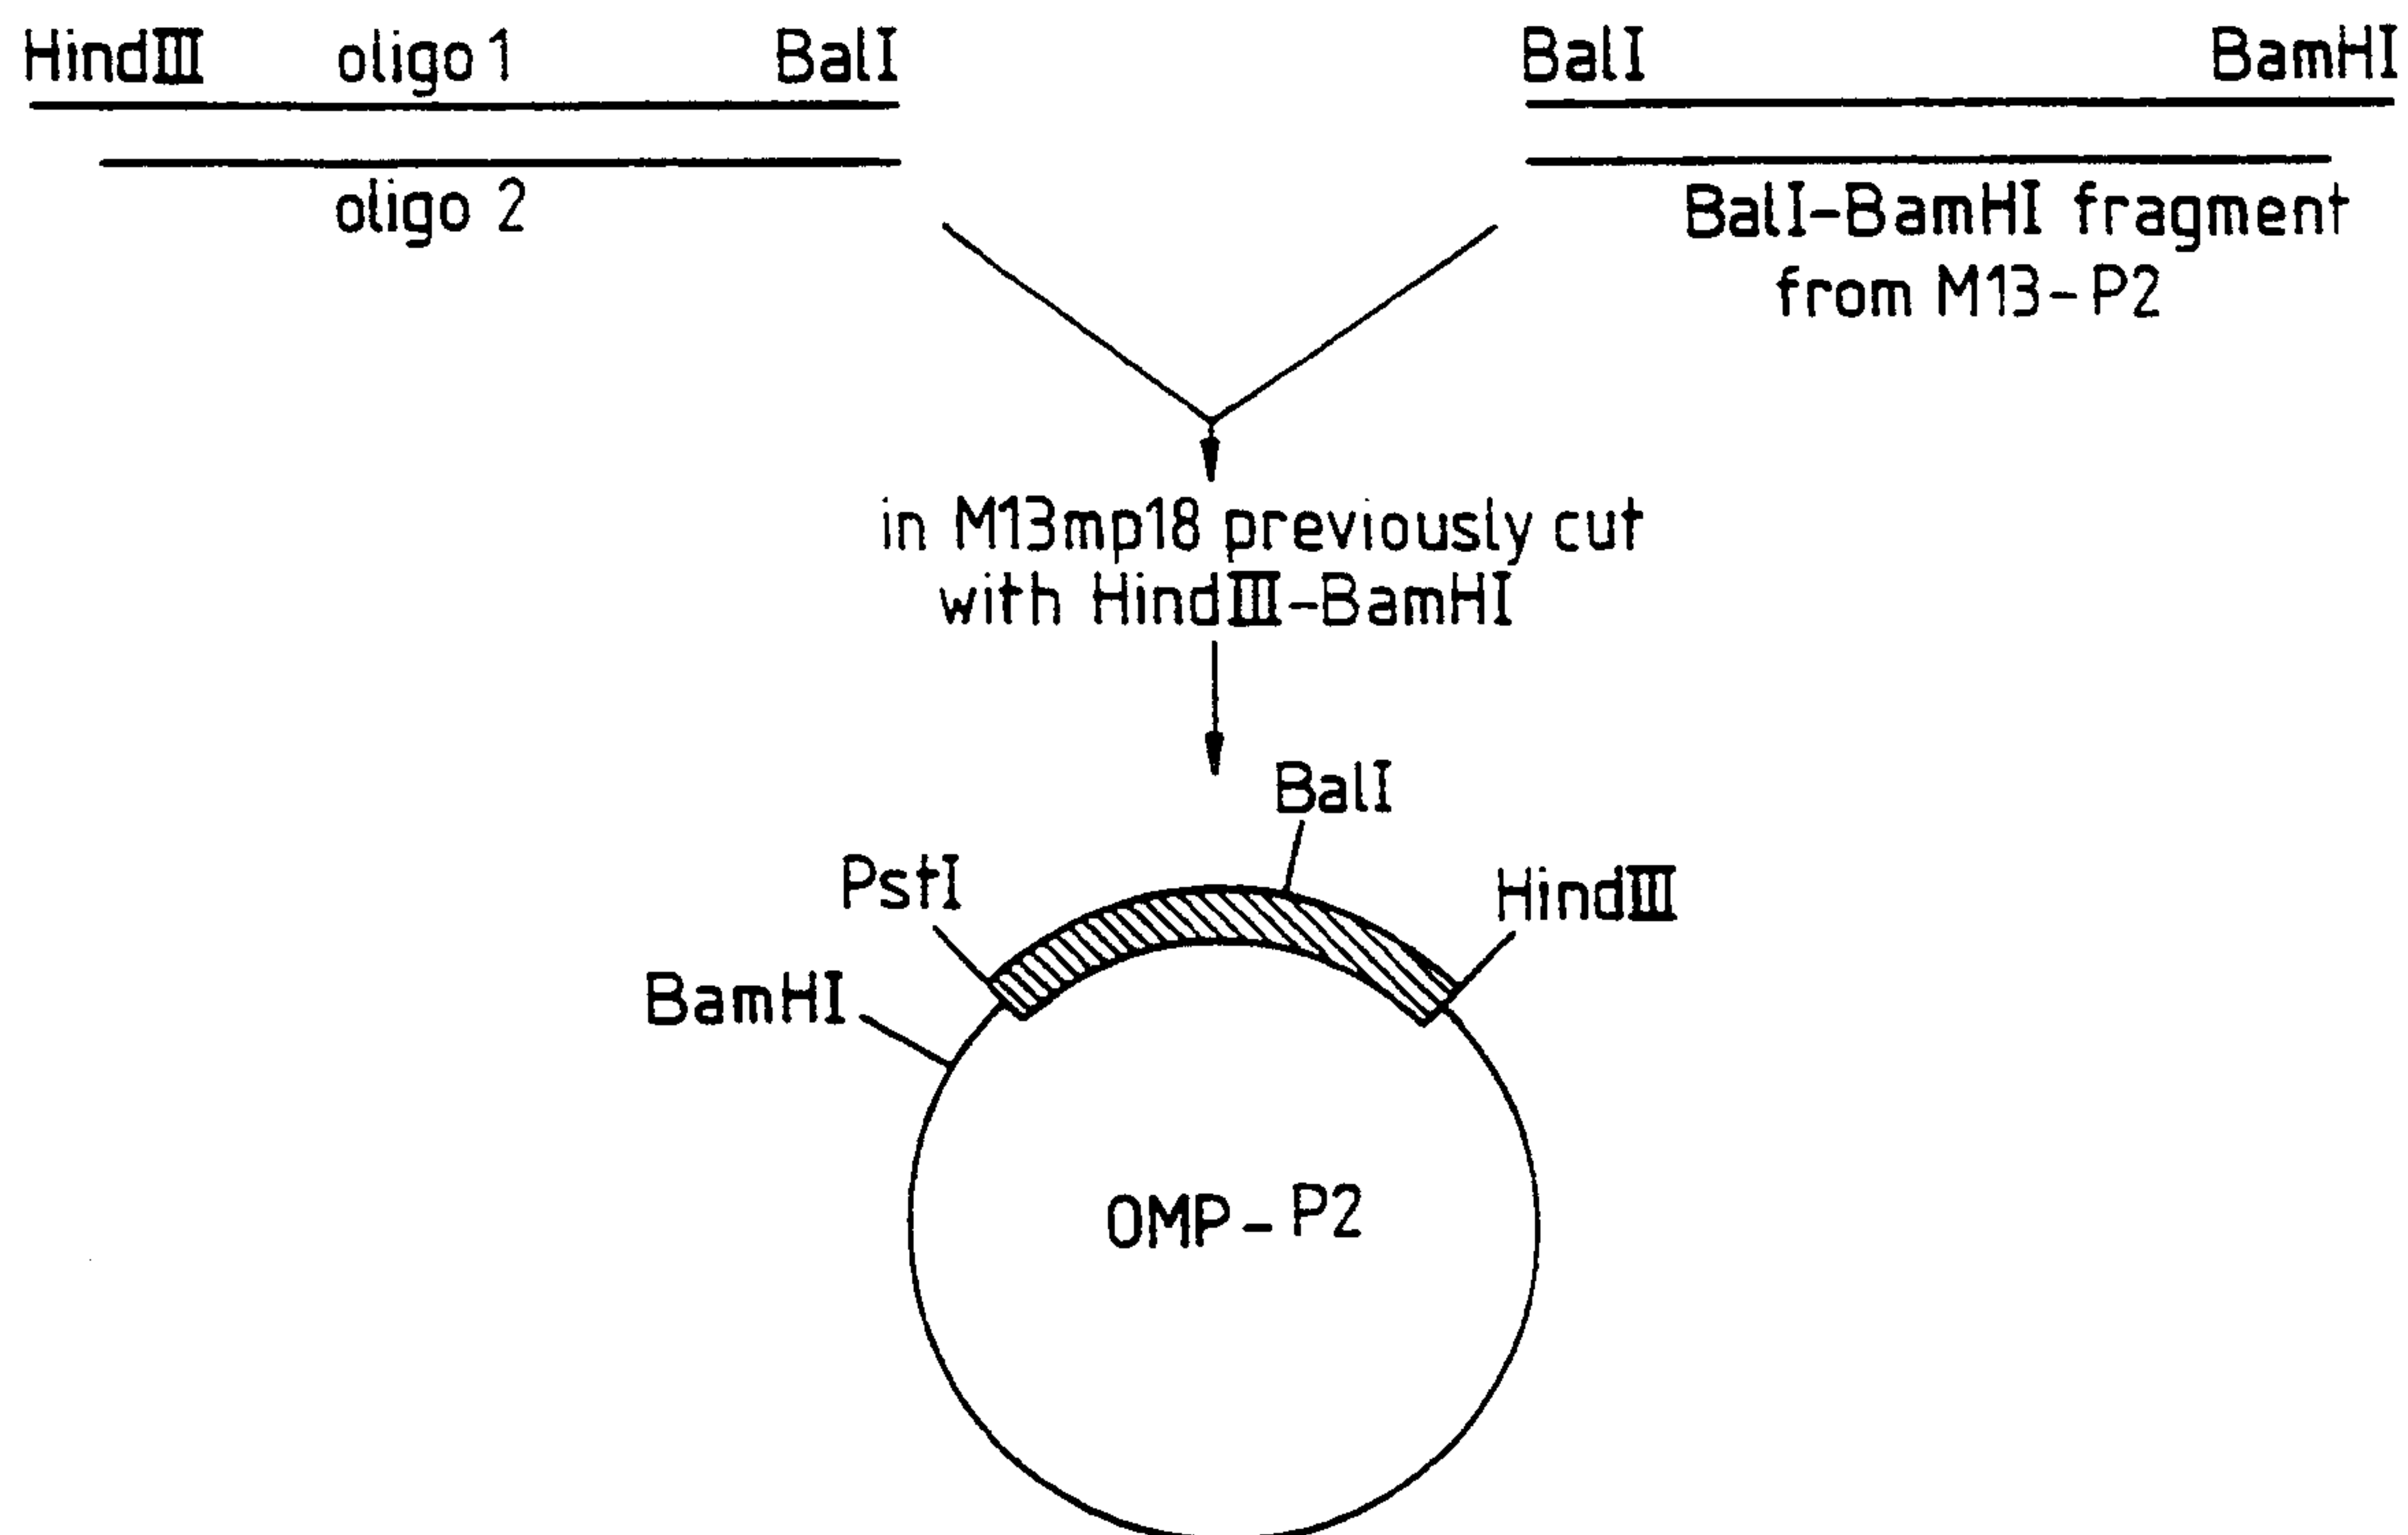 HindIII oligo 1 BalI
oligo 2
BalI BamHI
BalI-BamHI fragment
from M13-P2
in M13mp18 previously cut
with HindIII-BamHI
BalI
PstI
HindIII
BamHI
OMP-P2